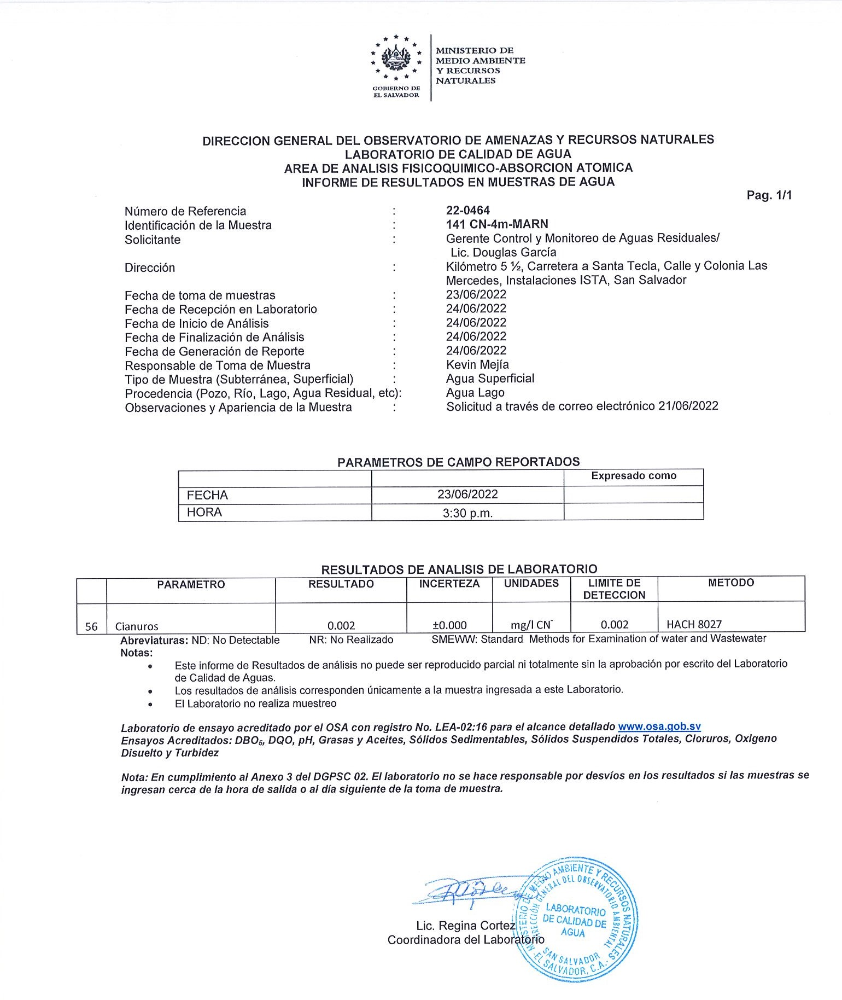 GOBIERNO DE
EL SALVADOR
MINISTERIO DE
MEDIO AMBIENTE
Y RECURSOS
NATURALES
DIRECCION GENERAL DEL OBSERVATORIO DE AMENAZAS Y RECURSOS NATURALES
LABORATORIO DE CALIDAD DE AGUA
AREA DE ANALISIS FISICOQUIMICO-ABSORCION ATOMICA
INFORME DE RESULTADOS EN MUESTRAS DE AGUA
Pag. 1/1
Número de Referencia : 22-0464
Identificación de la Muestra : 141 CN-4m-MARN
Solicitante : Gerente Control y Monitoreo de Aguas Residuales/
Lic. Douglas García
Dirección : Kilómetro 5 ½, Carretera a Santa Tecla, Calle y Colonia Las
Mercedes, Instalaciones ISTA, San Salvador
Fecha de toma de muestras : 23/06/2022
Fecha de Recepción en Laboratorio : 24/06/2022
Fecha de Inicio de Análisis : 24/06/2022
Fecha de Finalización de Análisis : 24/06/2022
Fecha de Generación de Reporte : 24/06/2022
Responsable de Toma de Muestra : Kevin Mejía
Tipo de Muestra (Subterránea, Superficial) : Agua Superficial
Procedencia (Pozo, Río, Lago, Agua Residual, etc): Agua Lago
Observaciones y Apariencia de la Muestra : Solicitud a través de correo electrónico 21/06/2022
PARAMETROS DE CAMPO REPORTADOS
Expresado como
FECHA 23/06/2022
HORA 3:30 p.m.
RESULTADOS DE ANALISIS DE LABORATORIO
PARAMETRO RESULTADO INCERTEZA UNIDADES LIMITE DE DETECCION METODO
56 Cianuros 0.002 ±0.000 mg/l CN⁻ 0.002 HACH 8027
Abreviaturas: ND: No Detectable NR: No Realizado SMEWW: Standard Methods for Examination of water and Wastewater
Notas:
• Este informe de Resultados de análisis no puede ser reproducido parcial ni totalmente sin la aprobación por escrito del Laboratorio
de Calidad de Aguas.
• Los resultados de análisis corresponden únicamente a la muestra ingresada a este Laboratorio.
• El Laboratorio no realiza muestreo
Laboratorio de ensayo acreditado por el OSA con registro No. LEA-02:16 para el alcance detallado www.osa.gob.sv
Ensayos Acreditados: DBO₅, DQO, pH, Grasas y Aceites, Sólidos Sedimentables, Sólidos Suspendidos Totales, Cloruros, Oxigeno
Disuelto y Turbidez
Nota: En cumplimiento al Anexo 3 del DGPSC 02. El laboratorio no se hace responsable por desvíos en los resultados si las muestras se
ingresan cerca de la hora de salida o al día siguiente de la toma de muestra.
Lic. Regina Cortez
Coordinadora del Laboratorio
MINISTERIO DE MEDIO AMBIENTE Y RECURSOS NATURALES
DIRECCIÓN GENERAL DEL OBSERVATORIO AMBIENTAL
LABORATORIO
DE CALIDAD DE
AGUA
SAN SALVADOR
EL SALVADOR, C.A.